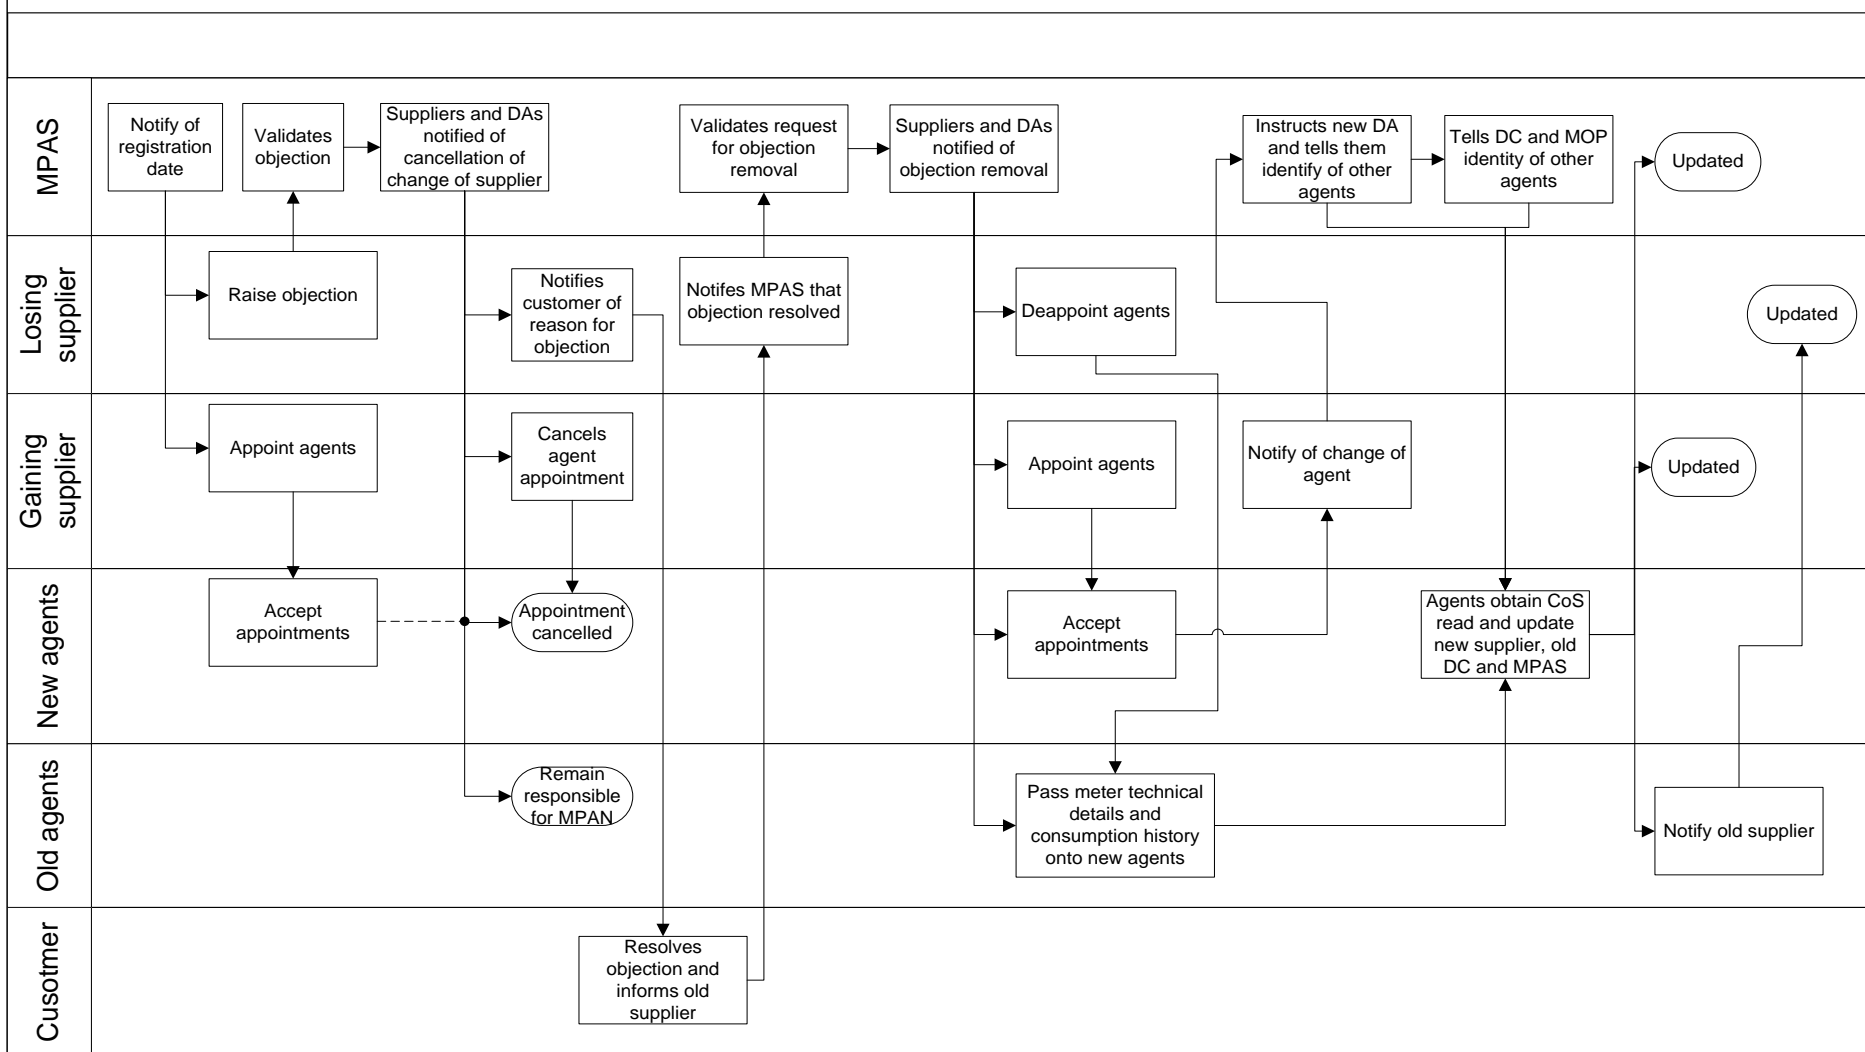 MPAS
Notify of
registration
date
Validates
objection
Suppliers and DAs
notified of
cancellation of
change of supplier
Validates request
for objection
removal
Suppliers and DAs
notified of
objection removal
Instructs new DA
and tells them
identify of other
agents
Tells DC and MOP
identity of other
agents
Updated
Losing
supplier
Raise objection
Notifies
customer of
reason for
objection
Notifes MPAS that
objection resolved
Deappoint agents
Updated
Gaining
supplier
Appoint agents
Cancels
agent
appointment
Appoint agents
Notify of change of
agent
Updated
New agents
Accept
appointments
Appointment
cancelled
Accept
appointments
Agents obtain CoS
read and update
new supplier, old
DC and MPAS
Old agents
Remain
responsible
for MPAN
Pass meter technical
details and
consumption history
onto new agents
Notify old supplier
Cusotmer
Resolves
objection and
informs old
supplier